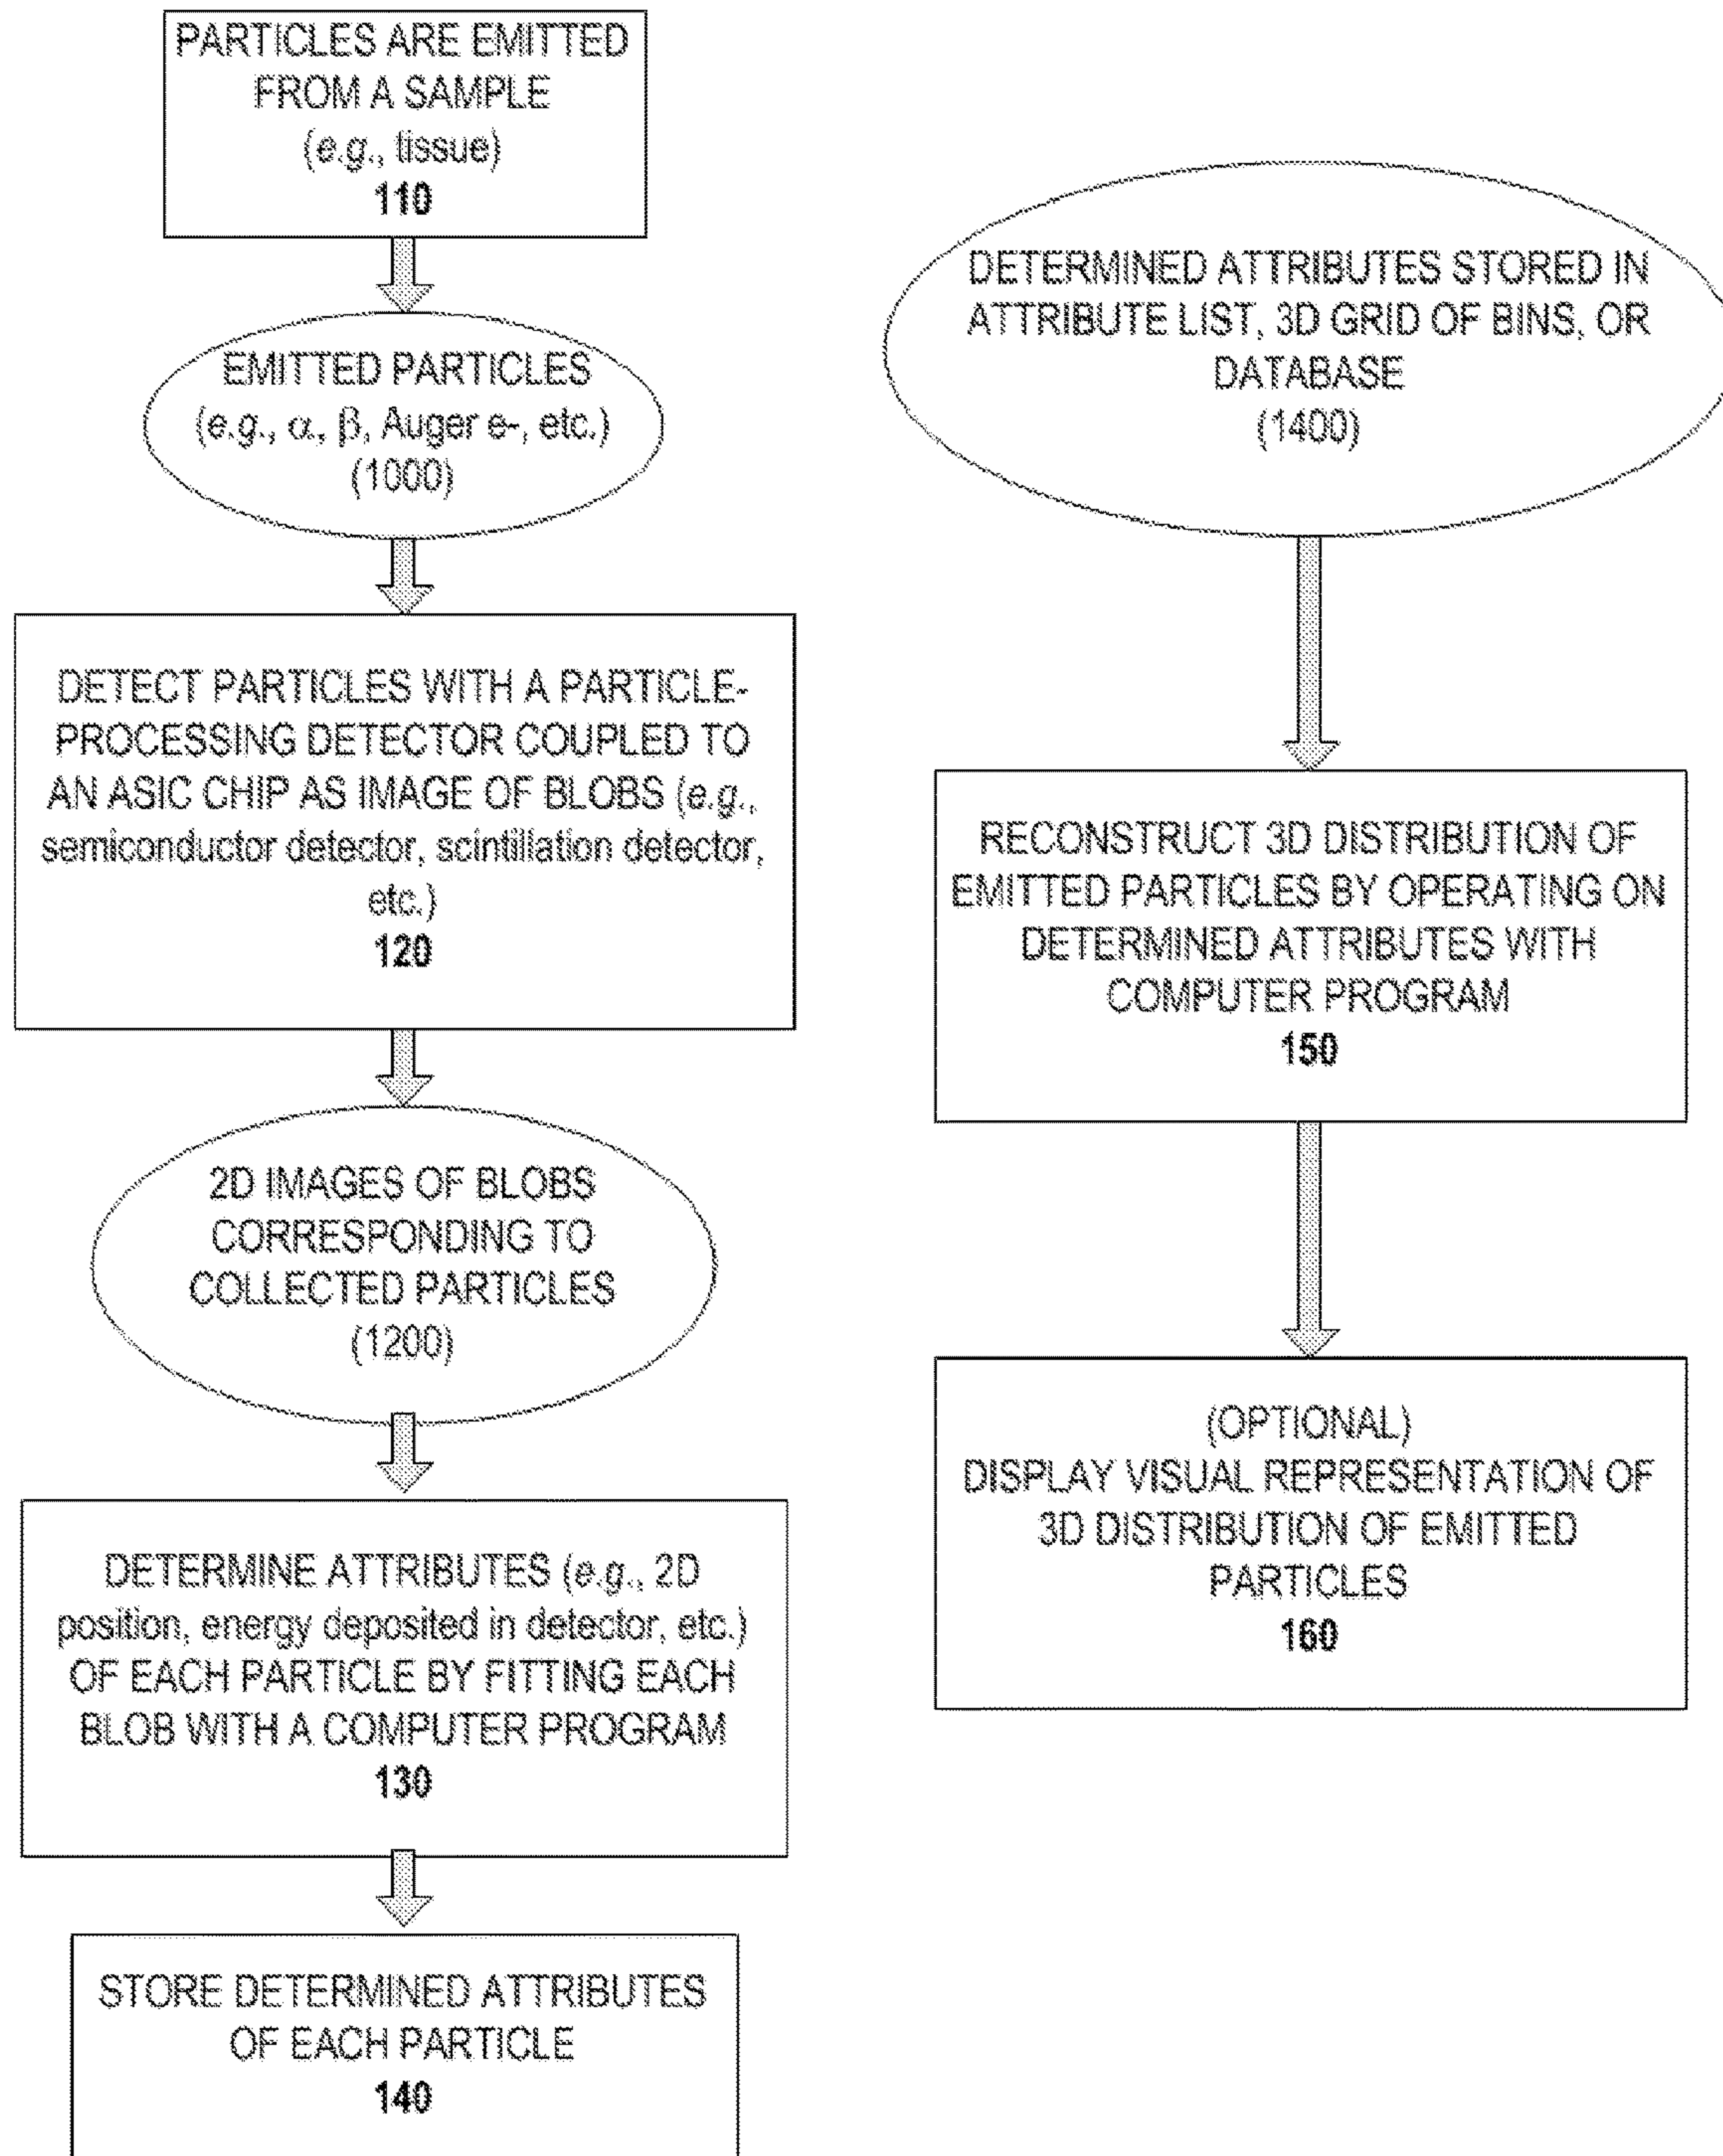 PARTICLES ARE EMITTED
FROM A SAMPLE
(e.g., tissue)
110
EMITTED PARTICLES
(e.g., α, β, Auger e-, etc.)
(1000)
DETECT PARTICLES WITH A PARTICLE-
PROCESSING DETECTOR COUPLED TO
AN ASIC CHIP AS IMAGE OF BLOBS (e.g.,
semiconductor detector, scintillation detector,
etc.)
120
2D IMAGES OF BLOBS
CORRESPONDING TO
COLLECTED PARTICLES
(1200)
DETERMINE ATTRIBUTES (e.g., 2D
position, energy deposited in detector, etc.)
OF EACH PARTICLE BY FITTING EACH
BLOB WITH A COMPUTER PROGRAM
130
STORE DETERMINED ATTRIBUTES
OF EACH PARTICLE
140
DETERMINED ATTRIBUTES STORED IN
ATTRIBUTE LIST, 3D GRID OF BINS, OR
DATABASE
(1400)
RECONSTRUCT 3D DISTRIBUTION OF
EMITTED PARTICLES BY OPERATING ON
DETERMINED ATTRIBUTES WITH
COMPUTER PROGRAM
150
(OPTIONAL)
DISPLAY VISUAL REPRESENTATION OF
3D DISTRIBUTION OF EMITTED
PARTICLES
160